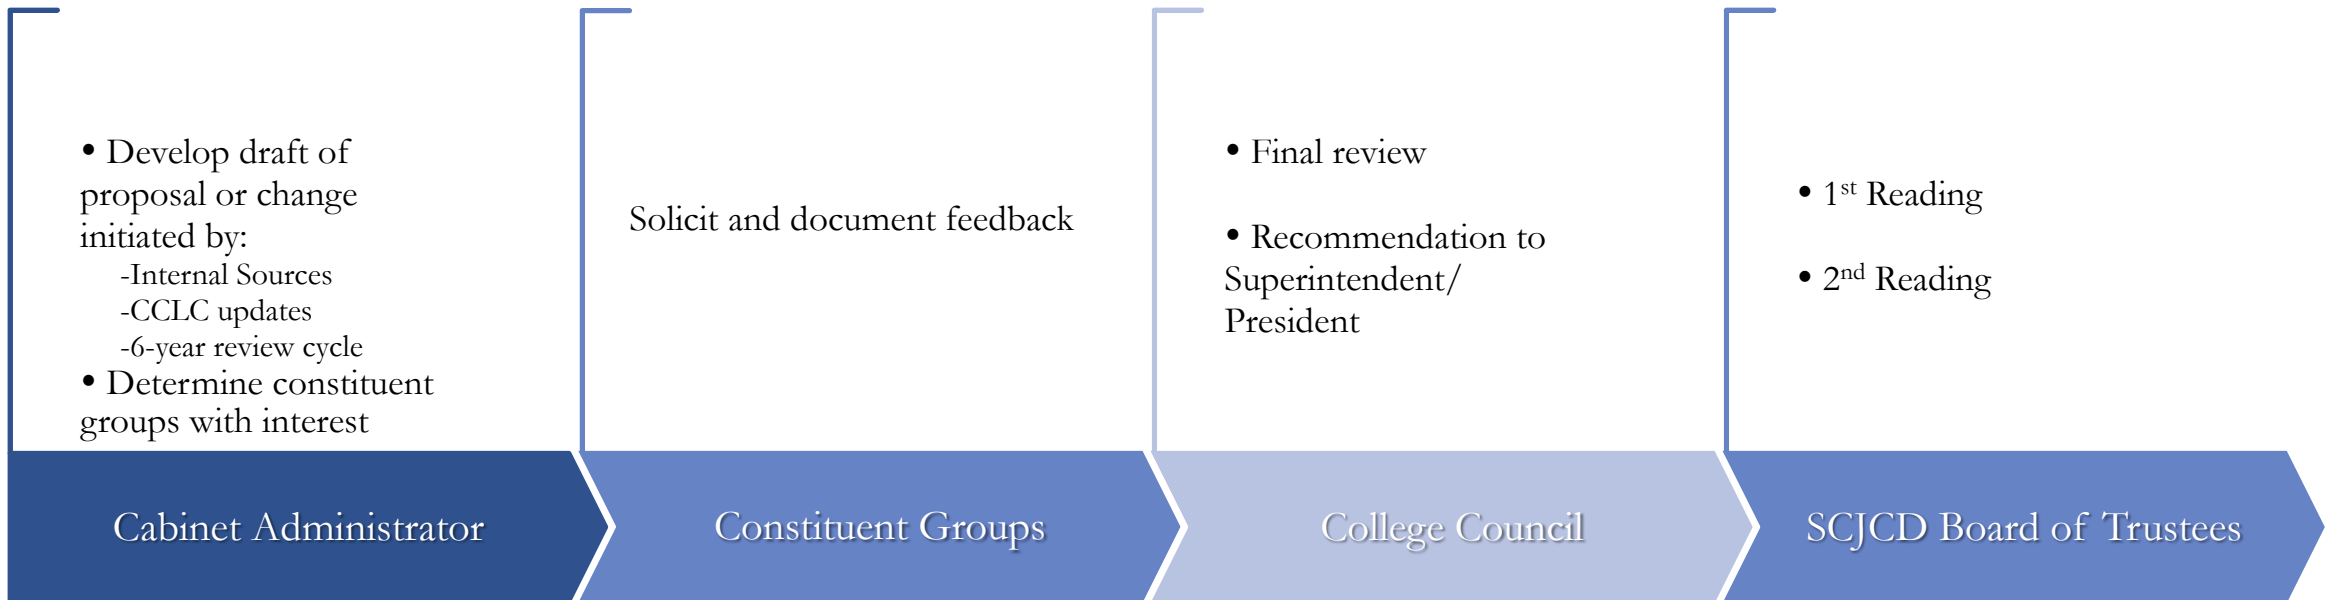 • Develop draft of
proposal or change
initiated by:
-Internal Sources
-CCLC updates
-6-year review cycle
• Determine constituent
groups with interest
Cabinet Administrator
Solicit and document feedback
Constituent Groups
• Final review
• Recommendation to
Superintendent/
President
College Council
• 1st Reading
• 2nd Reading
SCJCD Board of Trustees